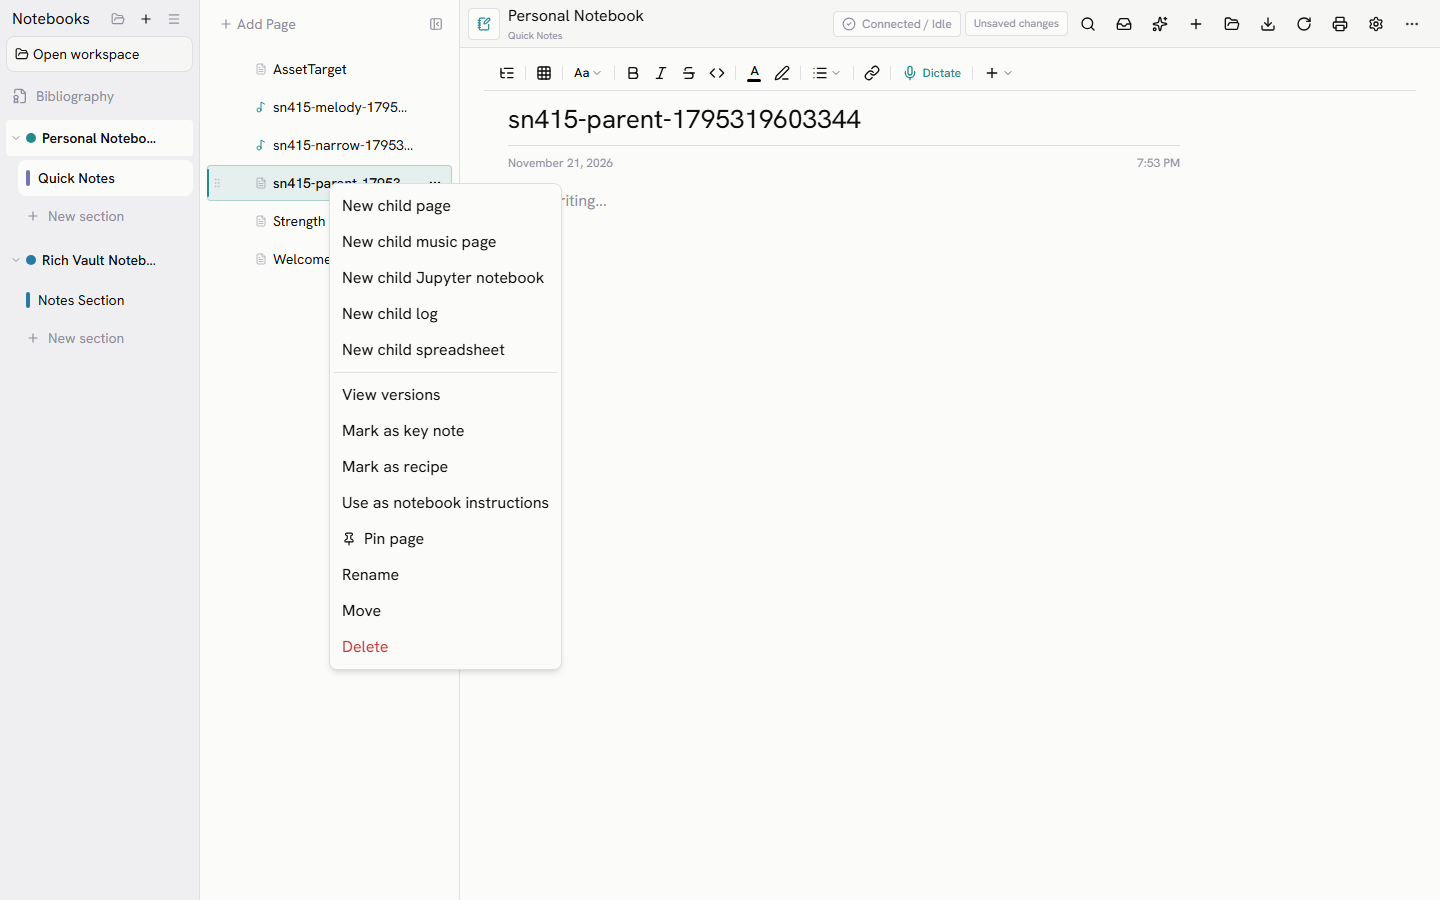 Notebooks
Open workspace
Bibliography
Personal Notebo...
Quick Notes
New section
Rich Vault Noteb...
Notes Section
New section
Add Page
AssetTarget
sn415-melody-1795...
sn415-narrow-17953...
sn415-parent-17953...
Strength
Welcome
New child page
New child music page
New child Jupyter notebook
New child log
New child spreadsheet
View versions
Mark as key note
Mark as recipe
Use as notebook instructions
Pin page
Rename
Move
Delete
Personal Notebook
Quick Notes
Connected / Idle
Unsaved changes
Aa
B
I
S
A
Dictate
sn415-parent-1795319603344
November 21, 2026
7:53 PM
riting...